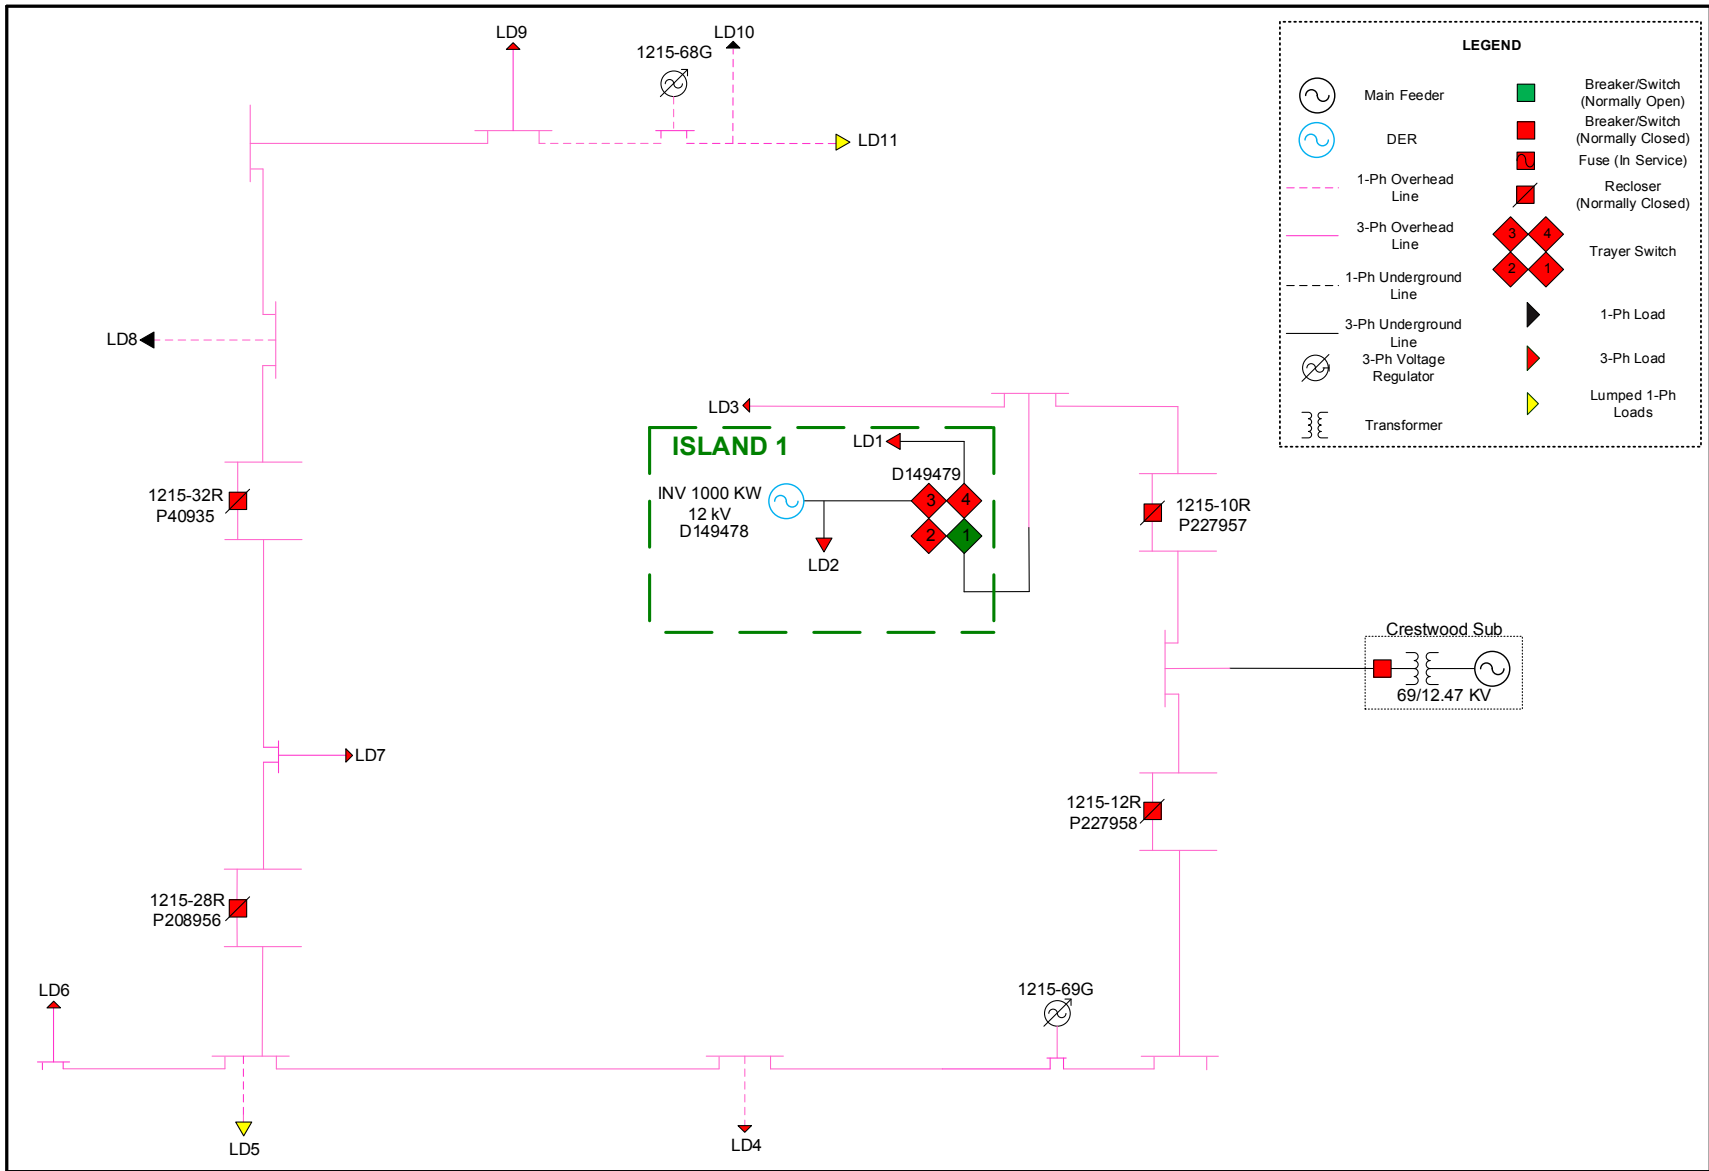 LD9
LD10
1215-68G
LD11
LEGEND
Main Feeder
Breaker/Switch
(Normally Open)
DER
Breaker/Switch
(Normally Closed)
Fuse (In Service)
1-Ph Overhead
Line
Recloser
(Normally Closed)
3-Ph Overhead
Line
3
4
2
1
Trayer Switch
1-Ph Underground
Line
1-Ph Load
3-Ph Underground
Line
3-Ph Voltage
Regulator
3-Ph Load
Lumped 1-Ph
Loads
Transformer
LD8
LD3
ISLAND 1
LD1
D149479
INV 1000 KW
12 kV
D149478
3
4
2
1
LD2
1215-32R
P40935
1215-10R
P227957
Crestwood Sub
69/12.47 KV
LD7
1215-12R
P227958
1215-28R
P208956
LD6
1215-69G
LD5
LD4